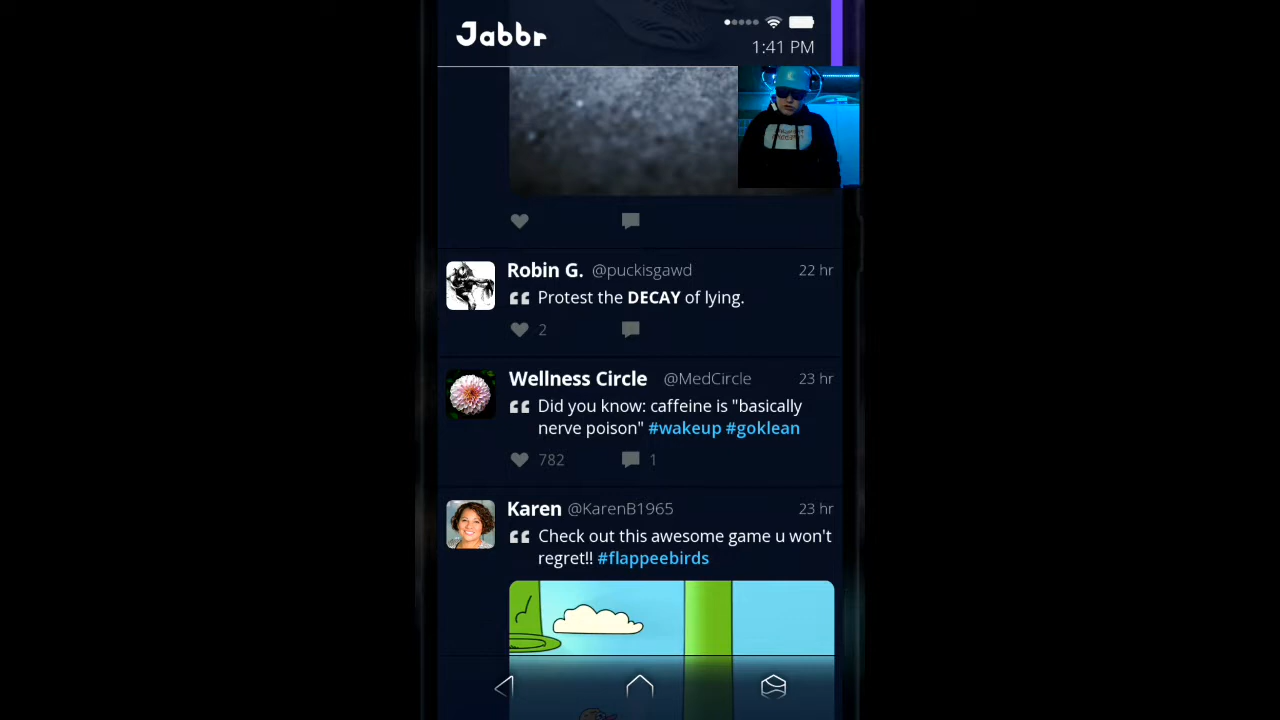 Jabbr
1:41 PM
Robin G. @puckisgawd 22 hr
Protest the DECAY of lying.
2
Wellness Circle @MedCircle 23 hr
Did you know: caffeine is "basically
nerve poison" #wakeup #goklean
782 1
Karen @KarenB1965 23 hr
Check out this awesome game u won't
regret!! #flappeebirds